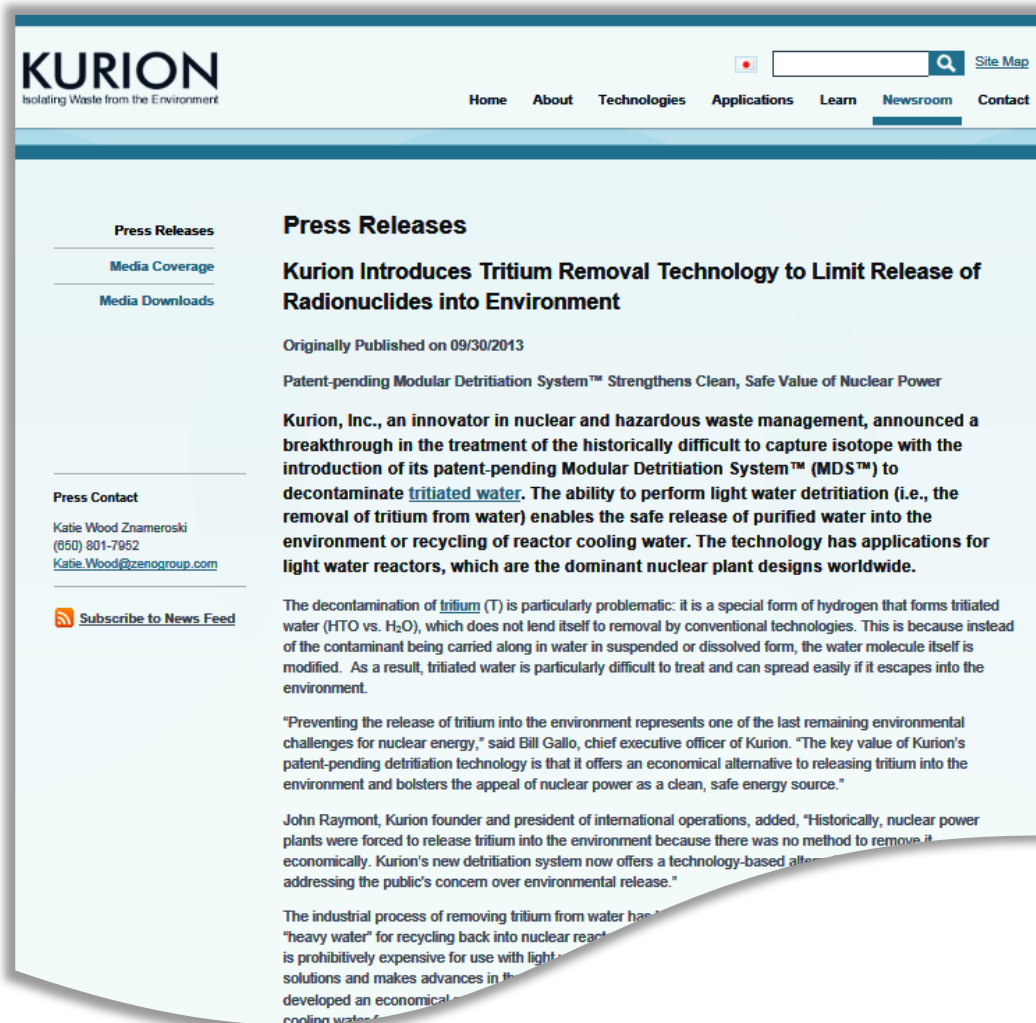 KURION
Isolating Waste from the Environment
Site Map
Home About Technologies Applications Learn Newsroom Contact
Press Releases
Media Coverage
Media Downloads
Press Contact
Katie Wood Znameroski
(650) 801-7952
Katie.Wood@zenogroup.com
Subscribe to News Feed
Press Releases
Kurion Introduces Tritium Removal Technology to Limit Release of
Radionuclides into Environment
Originally Published on 09/30/2013
Patent-pending Modular Detritiation System™ Strengthens Clean, Safe Value of Nuclear Power
Kurion, Inc., an innovator in nuclear and hazardous waste management, announced a
breakthrough in the treatment of the historically difficult to capture isotope with the
introduction of its patent-pending Modular Detritiation System™ (MDS™) to
decontaminate tritiated water. The ability to perform light water detritiation (i.e., the
removal of tritium from water) enables the safe release of purified water into the
environment or recycling of reactor cooling water. The technology has applications for
light water reactors, which are the dominant nuclear plant designs worldwide.
The decontamination of tritium (T) is particularly problematic: it is a special form of hydrogen that forms tritiated
water (HTO vs. H₂O), which does not lend itself to removal by conventional technologies. This is because instead
of the contaminant being carried along in water in suspended or dissolved form, the water molecule itself is
modified. As a result, tritiated water is particularly difficult to treat and can spread easily if it escapes into the
environment.
“Preventing the release of tritium into the environment represents one of the last remaining environmental
challenges for nuclear energy,” said Bill Gallo, chief executive officer of Kurion. “The key value of Kurion’s
patent-pending detritiation technology is that it offers an economical alternative to releasing tritium into the
environment and bolsters the appeal of nuclear power as a clean, safe energy source.”
John Raymont, Kurion founder and president of international operations, added, “Historically, nuclear power
plants were forced to release tritium into the environment because there was no method to remove it
economically. Kurion’s new detritiation system now offers a technology-based
addressing the public's concern over environmental release.”
The industrial process of removing tritium from water has
“heavy water” for recycling back into nuclear
is prohibitively expensive for use with light
solutions and makes advances in
developed an economical
cooling water